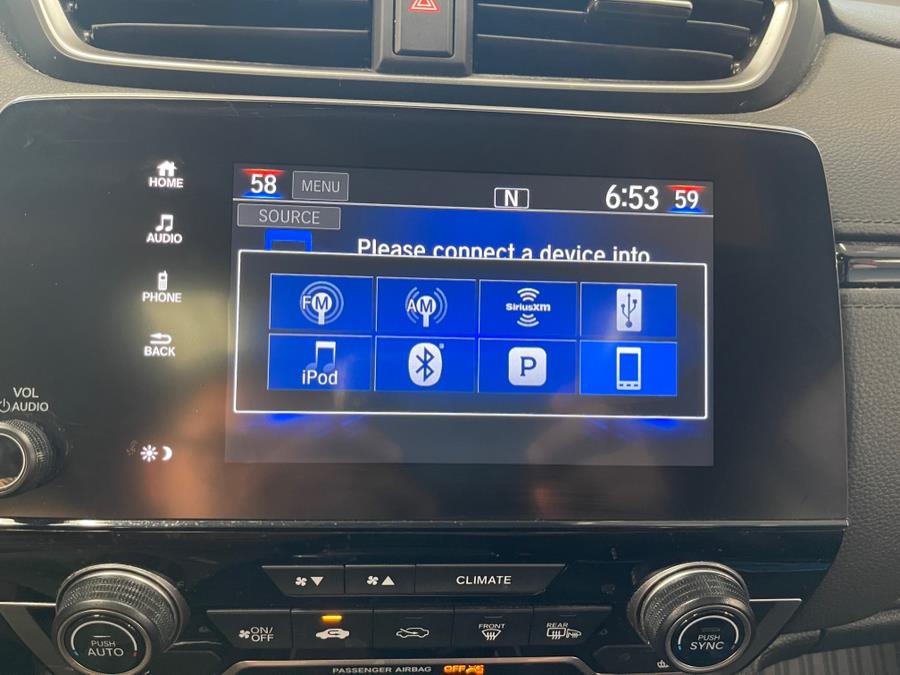 HOME
58
MENU
N
6:53
59
SOURCE
AUDIO
Please connect a device into
FM
AM
SiriusXM
PHONE
BACK
iPod
P
VOL
AUDIO
CLIMATE
PUSH
AUTO
ON/
OFF
FRONT
REAR
PUSH
SYNC
PASSENGER AIRBAG OFF